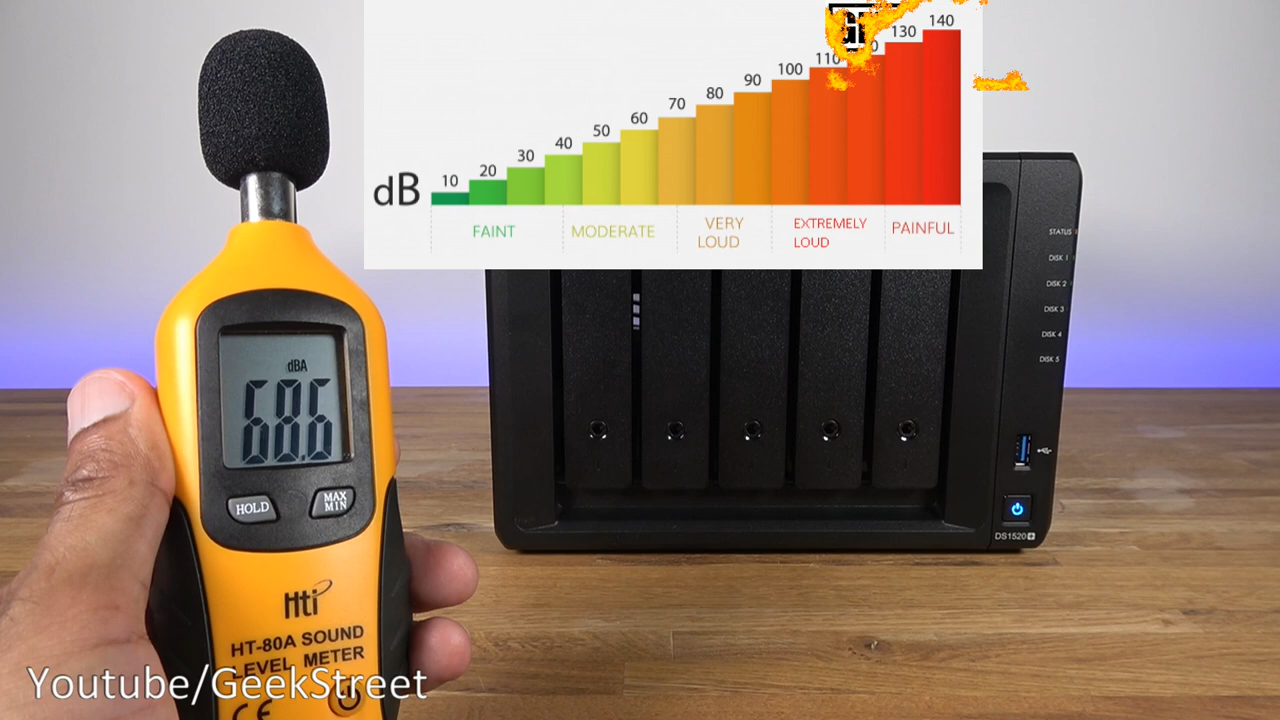 140
130
110
100
90
80
70
60
50
40
30
20
10
dB
FAINT
MODERATE
VERY
LOUD
EXTREMELY
LOUD
PAINFUL
STATUS
DISK 1
DISK 2
DISK 3
DISK 4
DISK 5
dBA
68.6
HOLD
MAX
MIN
DS1520+
Hti
HT-80A SOUND
LEVEL METER
CE
Youtube/GeekStreet